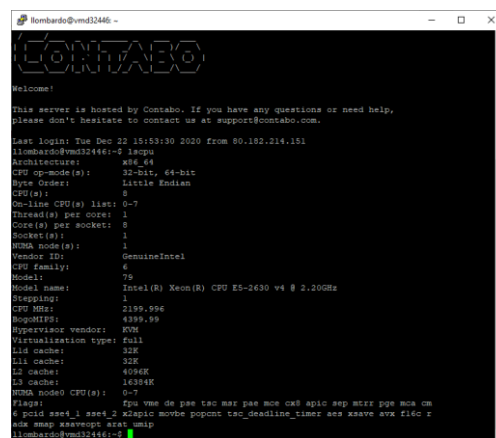 llombardo@vmd32446: ~
CONTABO
Welcome!
This server is hosted by Contabo. If you have any questions or need help,
please don't hesitate to contact us at support@contabo.com.
Last login: Tue Dec 22 15:53:30 2020 from 80.182.214.151
llombardo@vmd32446:~$ lscpu
Architecture: x86_64
CPU op-mode(s): 32-bit, 64-bit
Byte Order: Little Endian
CPU(s): 8
On-line CPU(s) list: 0-7
Thread(s) per core: 1
Core(s) per socket: 8
Socket(s): 1
NUMA node(s): 1
Vendor ID: GenuineIntel
CPU family: 6
Model: 79
Model name: Intel(R) Xeon(R) CPU E5-2630 v4 @ 2.20GHz
Stepping: 1
CPU MHz: 2199.996
BogoMIPS: 4399.99
Hypervisor vendor: KVM
Virtualization type: full
L1d cache: 32K
L1i cache: 32K
L2 cache: 4096K
L3 cache: 16384K
NUMA node0 CPU(s): 0-7
Flags: fpu vme de pse tsc msr pae mce cx8 apic sep mtrr pge mca cm
6 pcid sse4_1 sse4_2 x2apic movbe popcnt tsc_deadline_timer aes xsave avx f16c r
adx smap xsaveopt arat umip
llombardo@vmd32446:~$